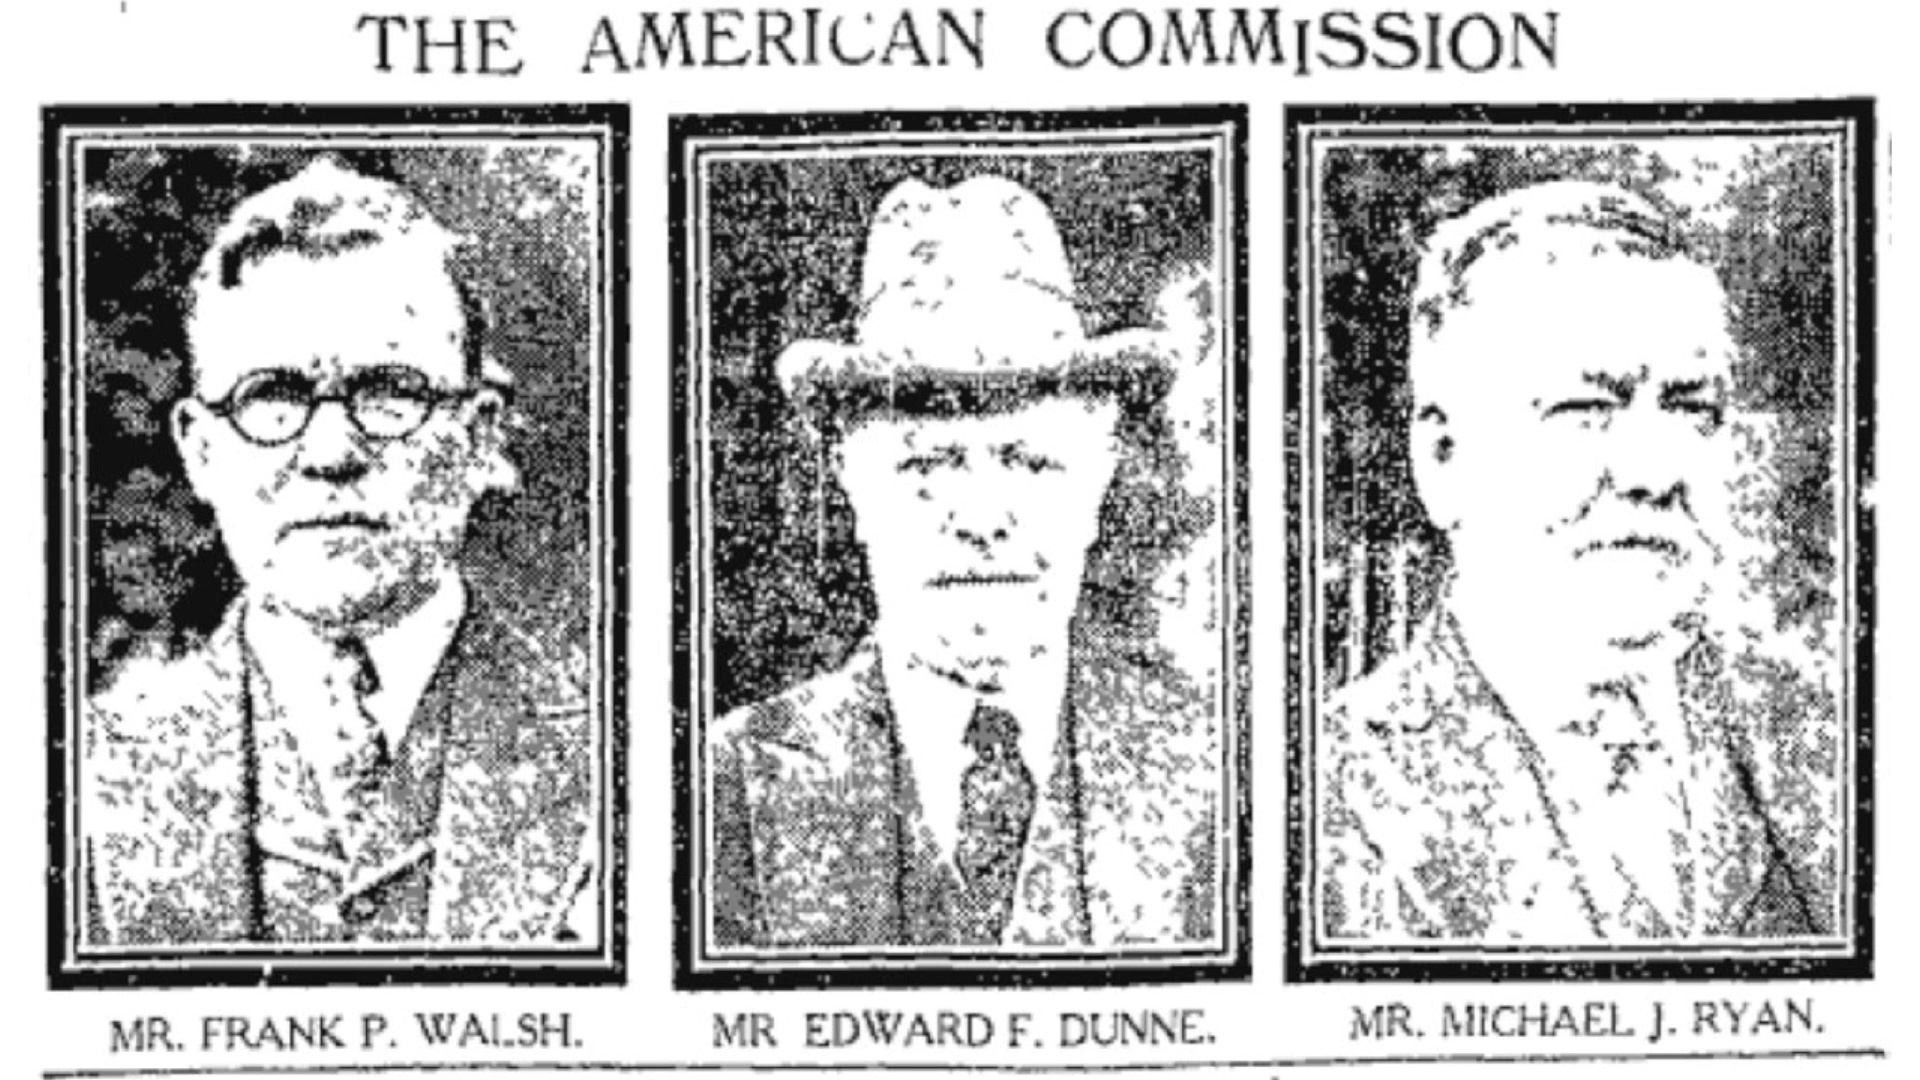 THE AMERICAN COMMISSION
MR. FRANK P. WALSH.
MR EDWARD F. DUNNE.
MR. MICHAEL J. RYAN.